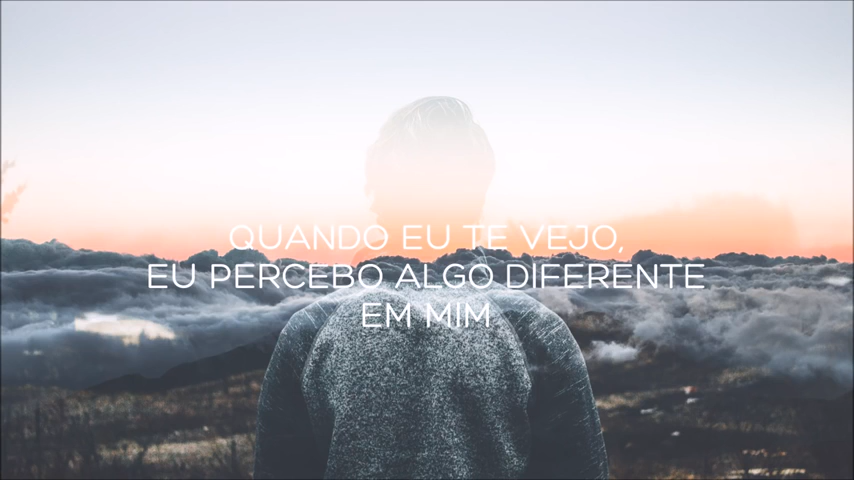 QUANDO EU TE VEJO,
EU PERCEBO ALGO DIFERENTE
EM MIM